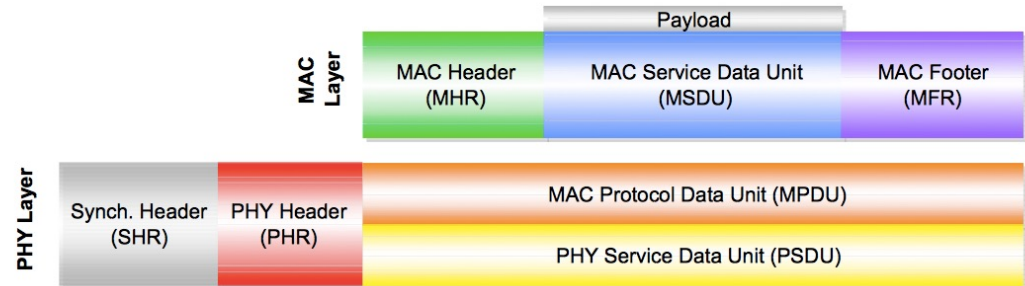 Payload
MAC
Layer
MAC Header
(MHR)
MAC Service Data Unit
(MSDU)
MAC Footer
(MFR)
PHY Layer
Synch. Header
(SHR)
PHY Header
(PHR)
MAC Protocol Data Unit (MPDU)
PHY Service Data Unit (PSDU)